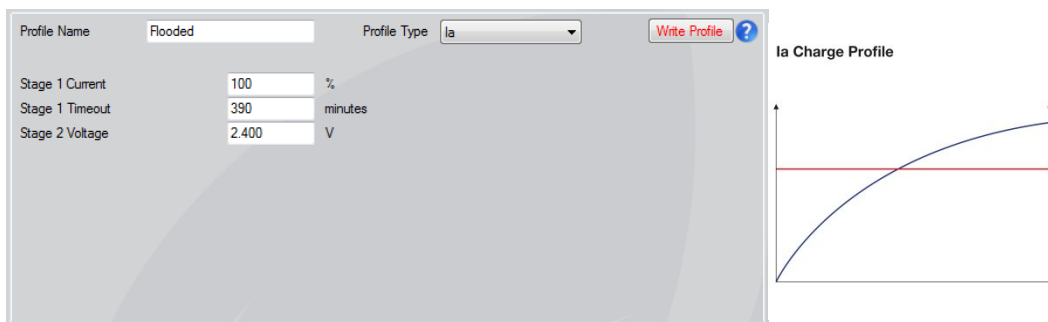 Profile Name Flooded Profile Type Ia Write Profile ?
Ia Charge Profile
Stage 1 Current 100 %
Stage 1 Timeout 390 minutes
Stage 2 Voltage 2.400 V